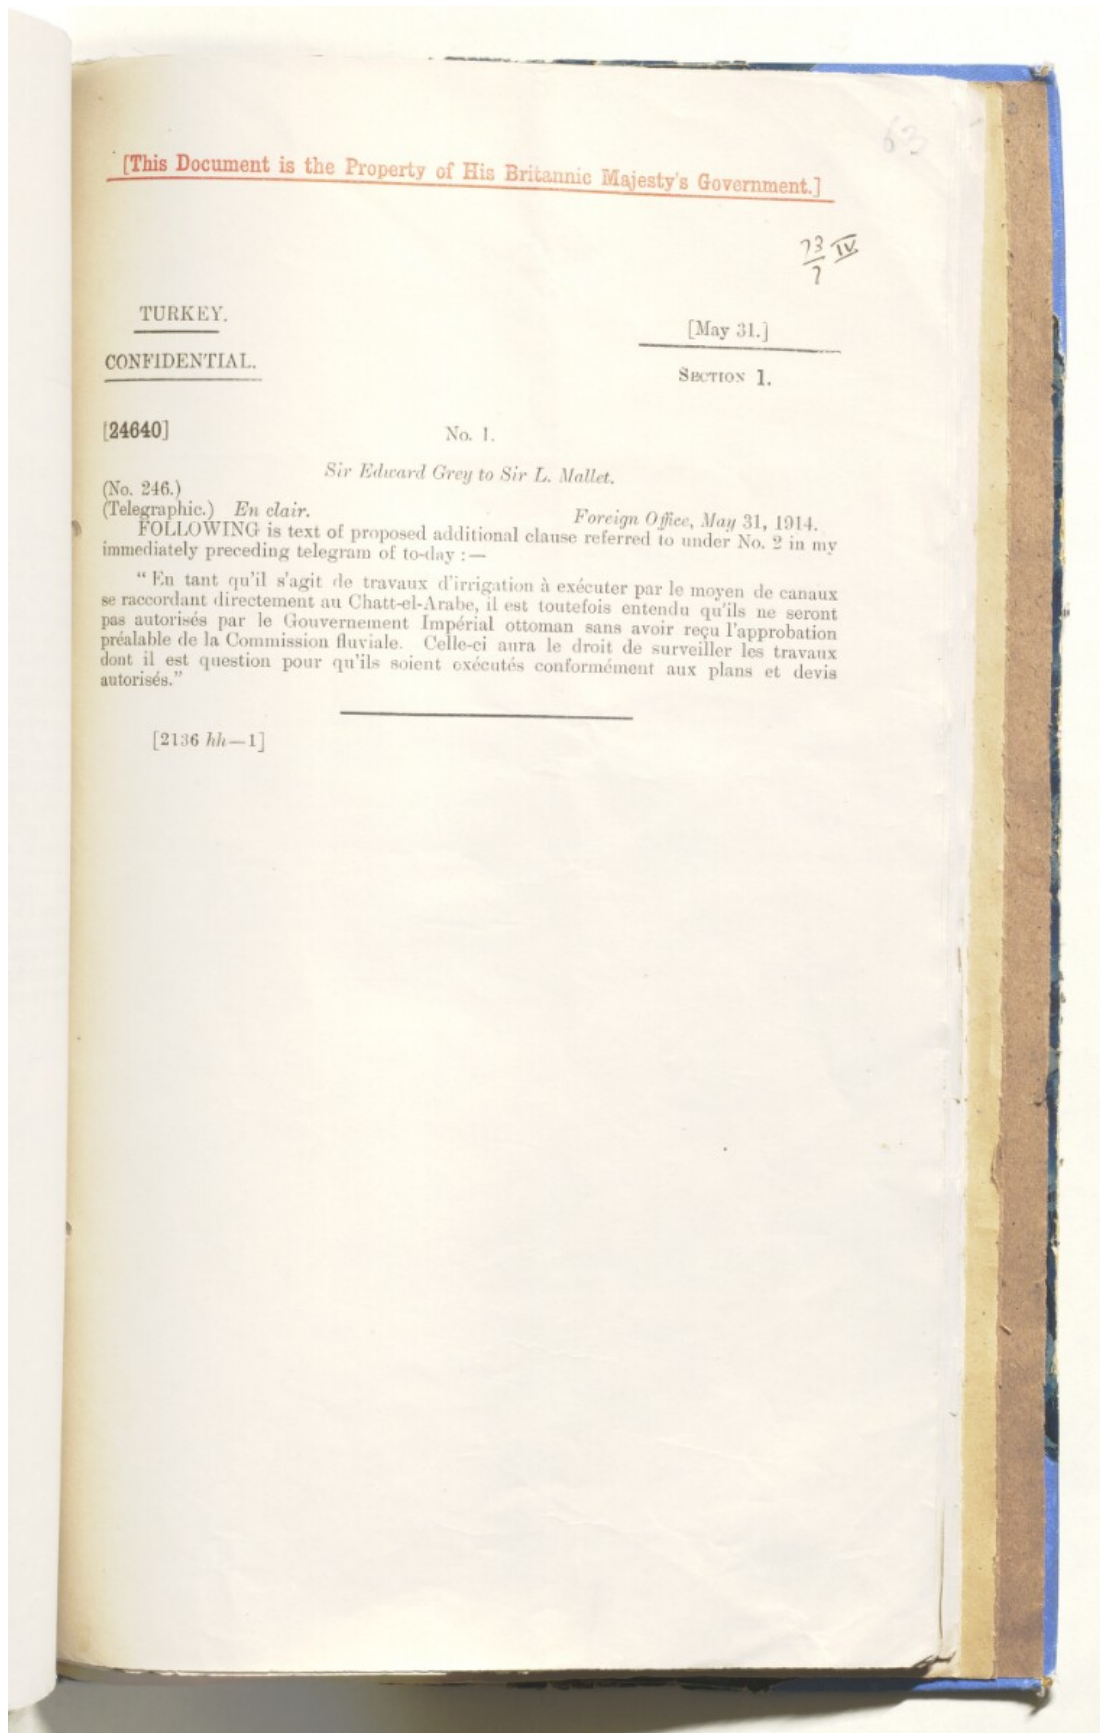 63
[This Document is the Property of His Britannic Majesty's Government.]
73 IV
7
TURKEY.
[May 31.]
CONFIDENTIAL.
SECTION 1.
[24640]
No. 1.
Sir Edward Grey to Sir L. Mallet.
(No. 246.)
(Telegraphic.) En clair.
Foreign Office, May 31, 1914.
FOLLOWING is text of proposed additional clause referred to under No. 2 in my
immediately preceding telegram of to-day :—
" En tant qu'il s'agit de travaux d'irrigation à exécuter par le moyen de canaux
se raccordant directement au Chatt-el-Arabe, il est toutefois entendu qu'ils ne seront
pas autorisés par le Gouvernement Impérial ottoman sans avoir reçu l'approbation
préalable de la Commission fluviale. Celle-ci aura le droit de surveiller les travaux
dont il est question pour qu'ils soient exécutés conformément aux plans et devis
autorisés."
[2136 hh—1]